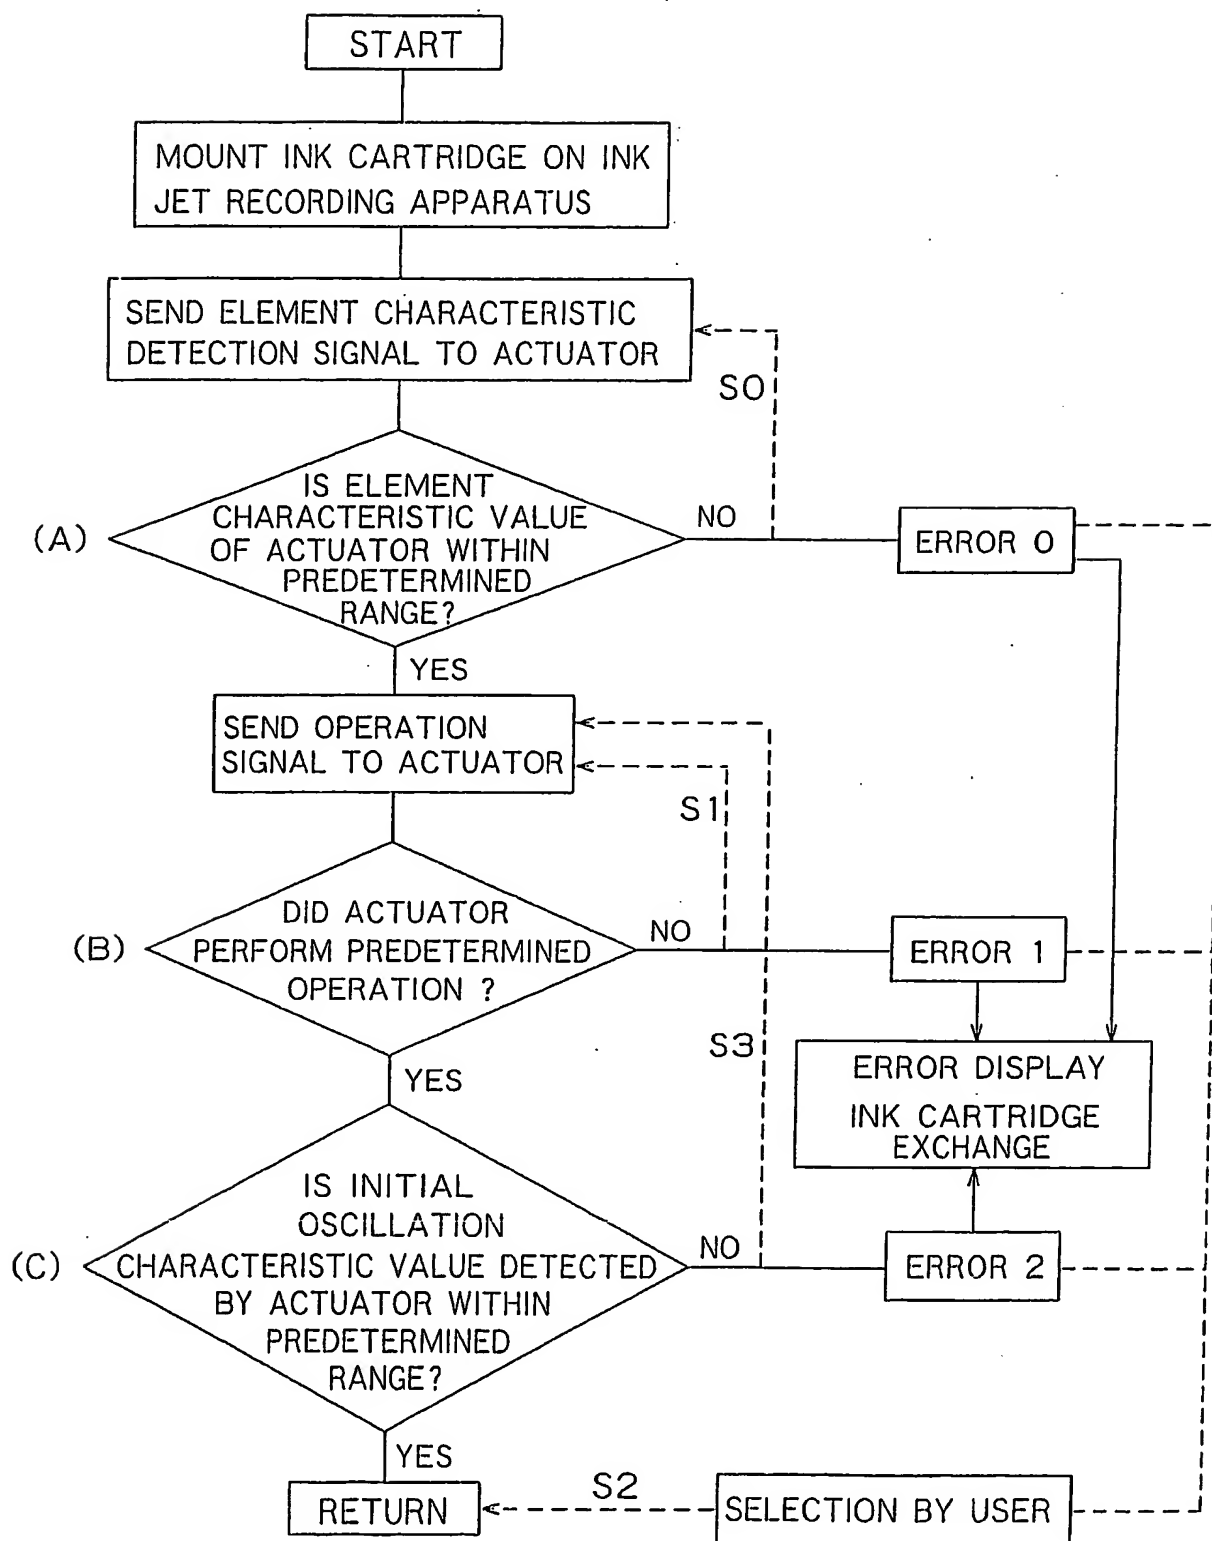 START
MOUNT INK CARTRIDGE ON INK
JET RECORDING APPARATUS
SEND ELEMENT CHARACTERISTIC
DETECTION SIGNAL TO ACTUATOR
S0
(A)
IS ELEMENT
CHARACTERISTIC VALUE
OF ACTUATOR WITHIN
PREDETERMINED
RANGE?
NO
ERROR 0
YES
SEND OPERATION
SIGNAL TO ACTUATOR
S1
(B)
DID ACTUATOR
PERFORM PREDETERMINED
OPERATION ?
NO
ERROR 1
S3
YES
ERROR DISPLAY
INK CARTRIDGE
EXCHANGE
(C)
IS INITIAL
OSCILLATION
CHARACTERISTIC VALUE DETECTED
BY ACTUATOR WITHIN
PREDETERMINED
RANGE?
NO
ERROR 2
YES
RETURN
S2
SELECTION BY USER